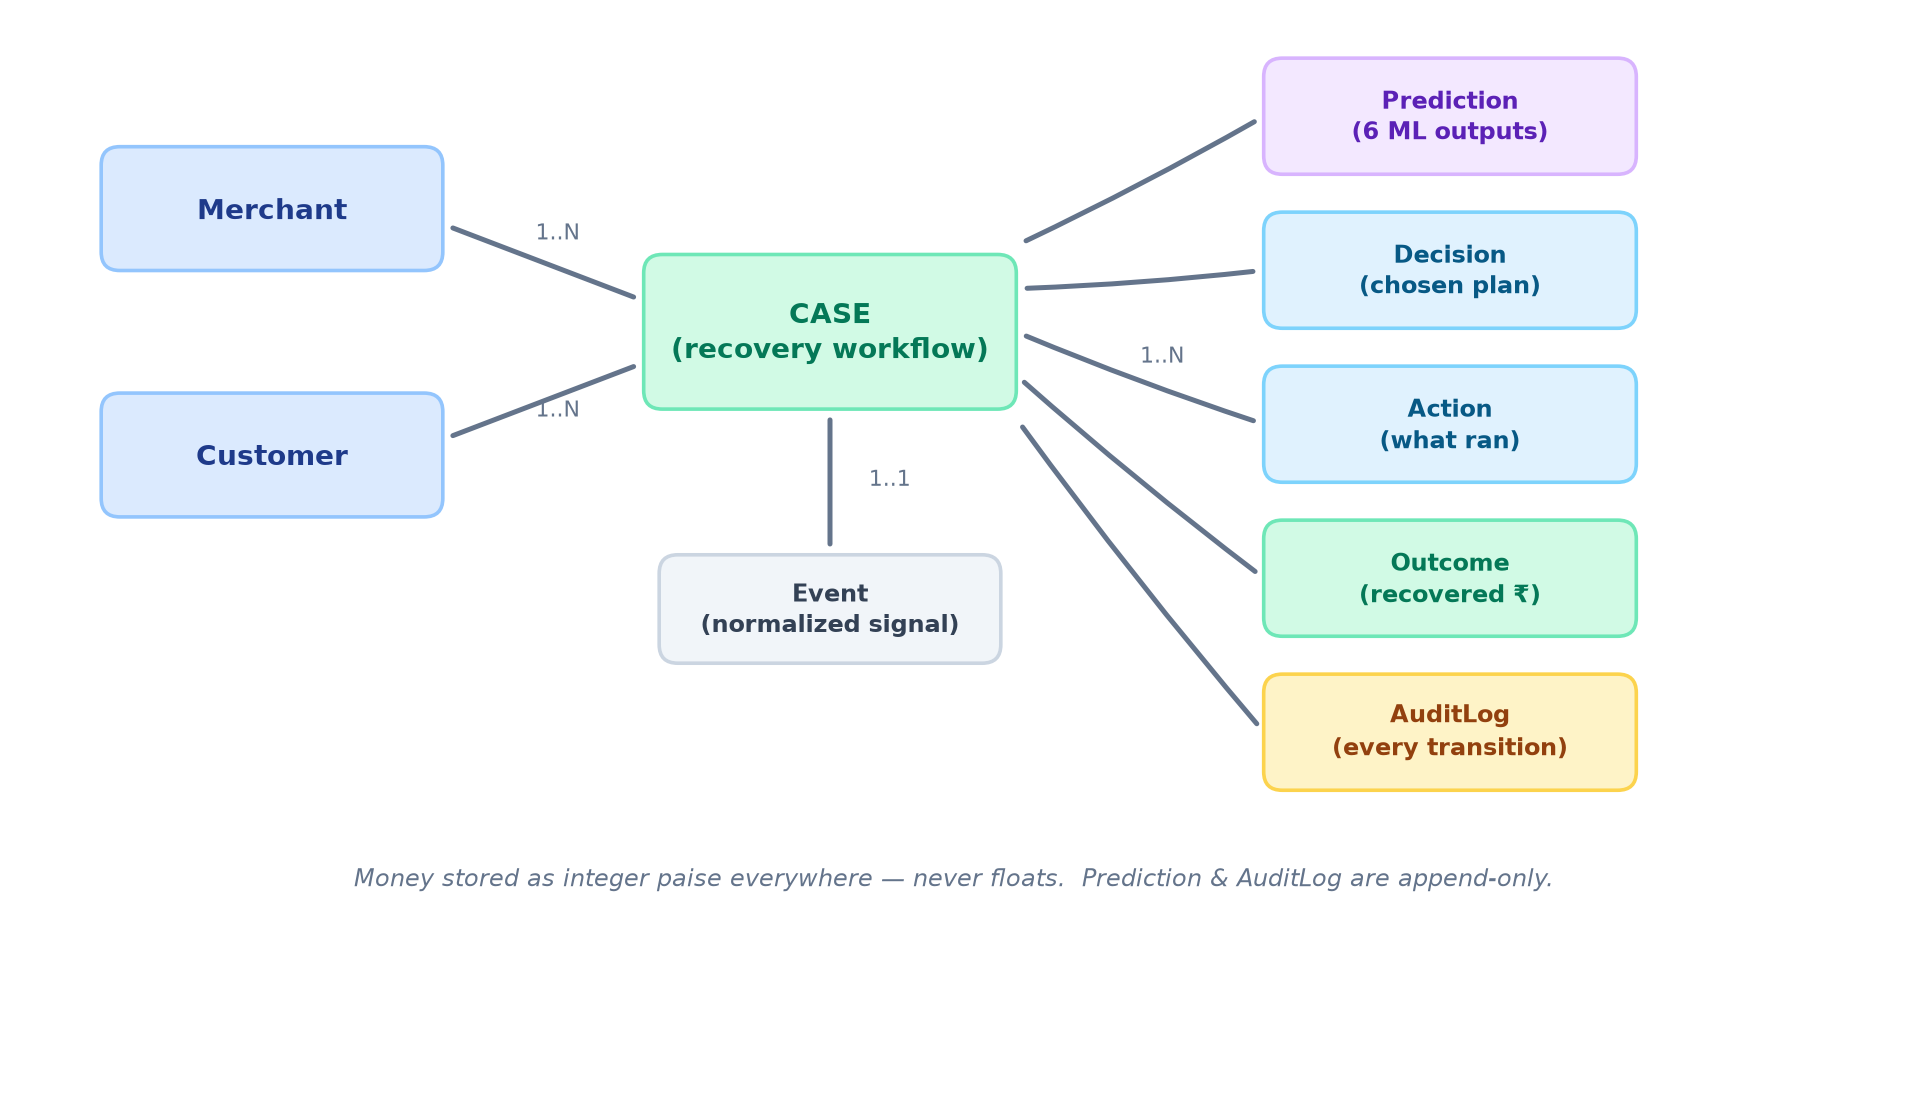 Merchant
1..N
Customer
1..N
CASE
(recovery workflow)
1..1
Event
(normalized signal)
1..N
Prediction
(6 ML outputs)
Decision
(chosen plan)
Action
(what ran)
Outcome
(recovered ₹)
AuditLog
(every transition)
Money stored as integer paise everywhere — never floats.  Prediction & AuditLog are append-only.